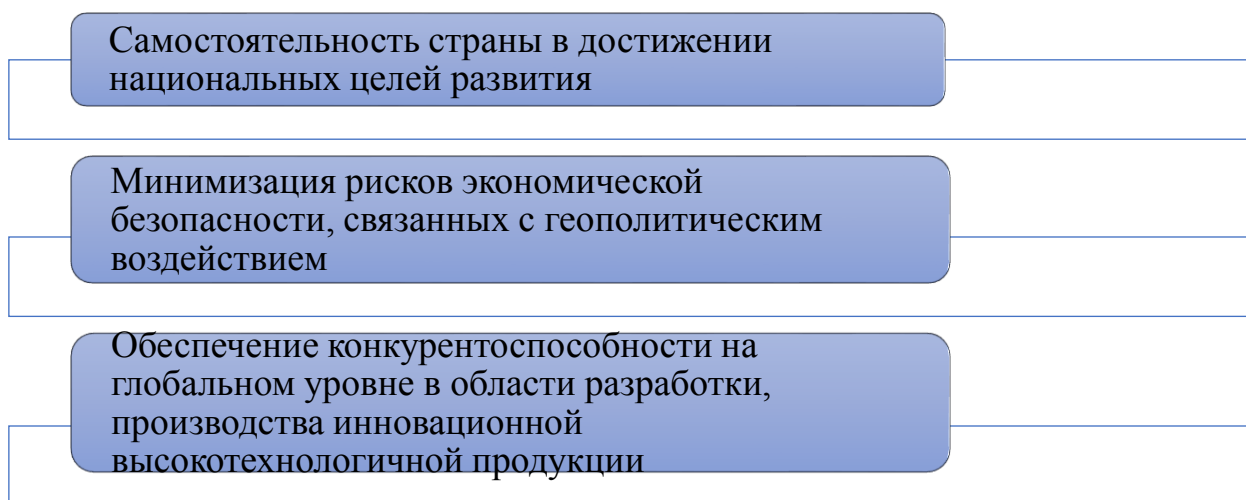 Самостоятельность страны в достижении
национальных целей развития
Минимизация рисков экономической
безопасности, связанных с геополитическим
воздействием
Обеспечение конкурентоспособности на
глобальном уровне в области разработки,
производства инновационной
высокотехнологичной продукции